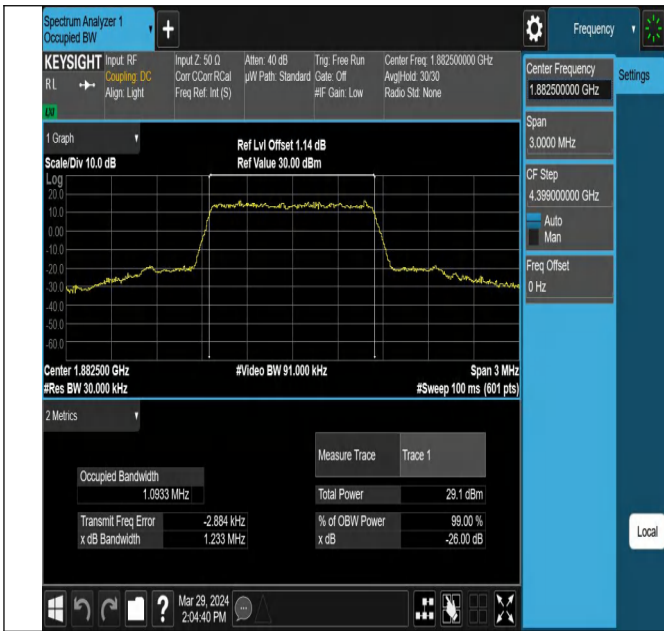 Spectrum Analyzer 1
Occupied BW
Frequency
KEYSIGHT
RL
LXI
Input: RF
Coupling: DC
Align: Light
Input Z: 50 Ω
Corr CCorr RCal
Freq Ref: Int (S)
Atten: 40 dB
µW Path: Standard
Trig: Free Run
Gate: Off
#IF Gain: Low
Center Freq: 1.882500000 GHz
Avg|Hold: 30/30
Radio Std: None
Center Frequency
1.882500000 GHz
Settings
Span
3.0000 MHz
CF Step
4.399000000 GHz
Auto
Man
Freq Offset
0 Hz
Local
1 Graph
Scale/Div 10.0 dB
Ref Lvl Offset 1.14 dB
Ref Value 30.00 dBm
Log
20.0
10.0
0.00
-10.0
-20.0
-30.0
-40.0
-50.0
-60.0
Center 1.882500 GHz
#Res BW 30.000 kHz
#Video BW 91.000 kHz
Span 3 MHz
#Sweep 100 ms (601 pts)
2 Metrics
Occupied Bandwidth
1.0933 MHz
Transmit Freq Error -2.884 kHz
x dB Bandwidth 1.233 MHz
Measure Trace Trace 1
Total Power 29.1 dBm
% of OBW Power 99.00 %
x dB -26.00 dB
?
Mar 29, 2024
2:04:40 PM